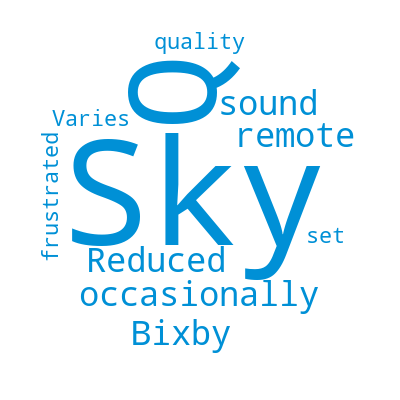 quality
Q
sound
Varies
remote
frustrated
Sky
set
Reduced
occasionally
Bixby